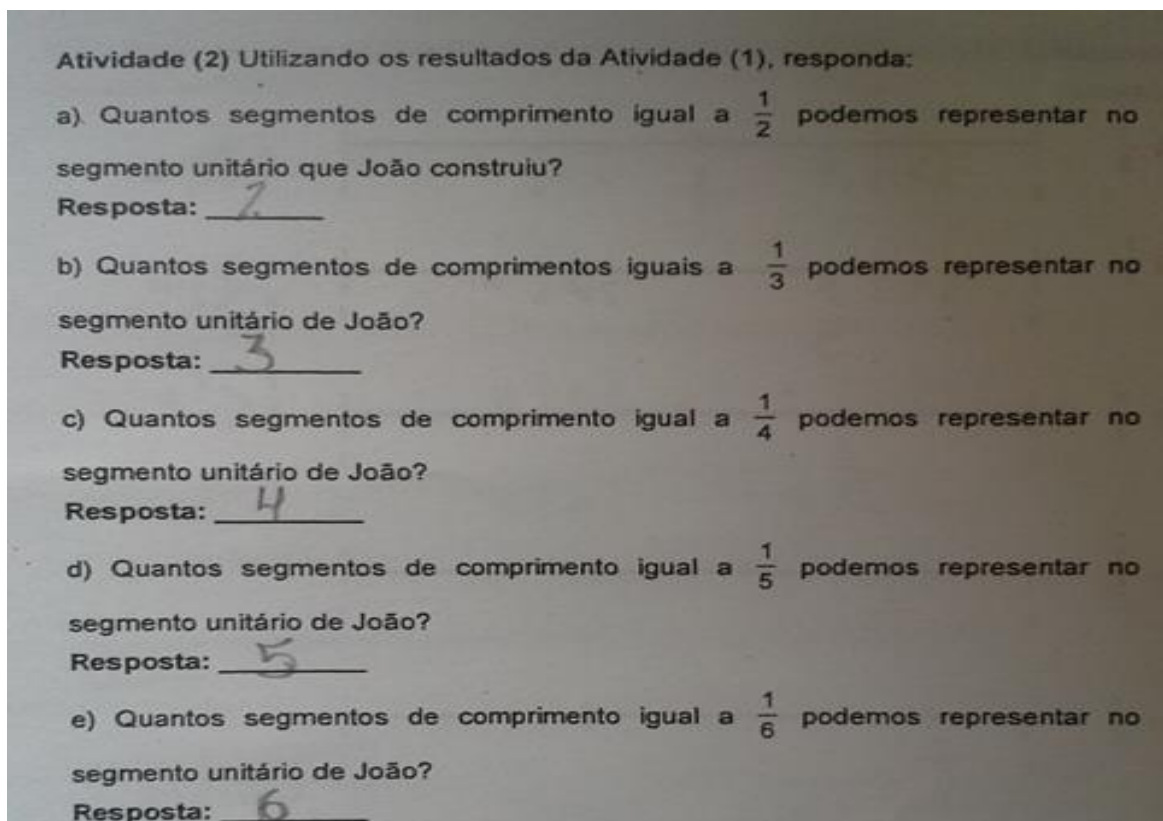 Atividade (2) Utilizando os resultados da Atividade (1), responda:
a) Quantos segmentos de comprimento igual a 1/2 podemos representar no
segmento unitário que João construiu?
Resposta: 2
b) Quantos segmentos de comprimentos iguais a 1/3 podemos representar no
segmento unitário de João?
Resposta: 3
c) Quantos segmentos de comprimento igual a 1/4 podemos representar no
segmento unitário de João?
Resposta: 4
d) Quantos segmentos de comprimento igual a 1/5 podemos representar no
segmento unitário de João?
Resposta: 5
e) Quantos segmentos de comprimento igual a 1/6 podemos representar no
segmento unitário de João?
Resposta: 6